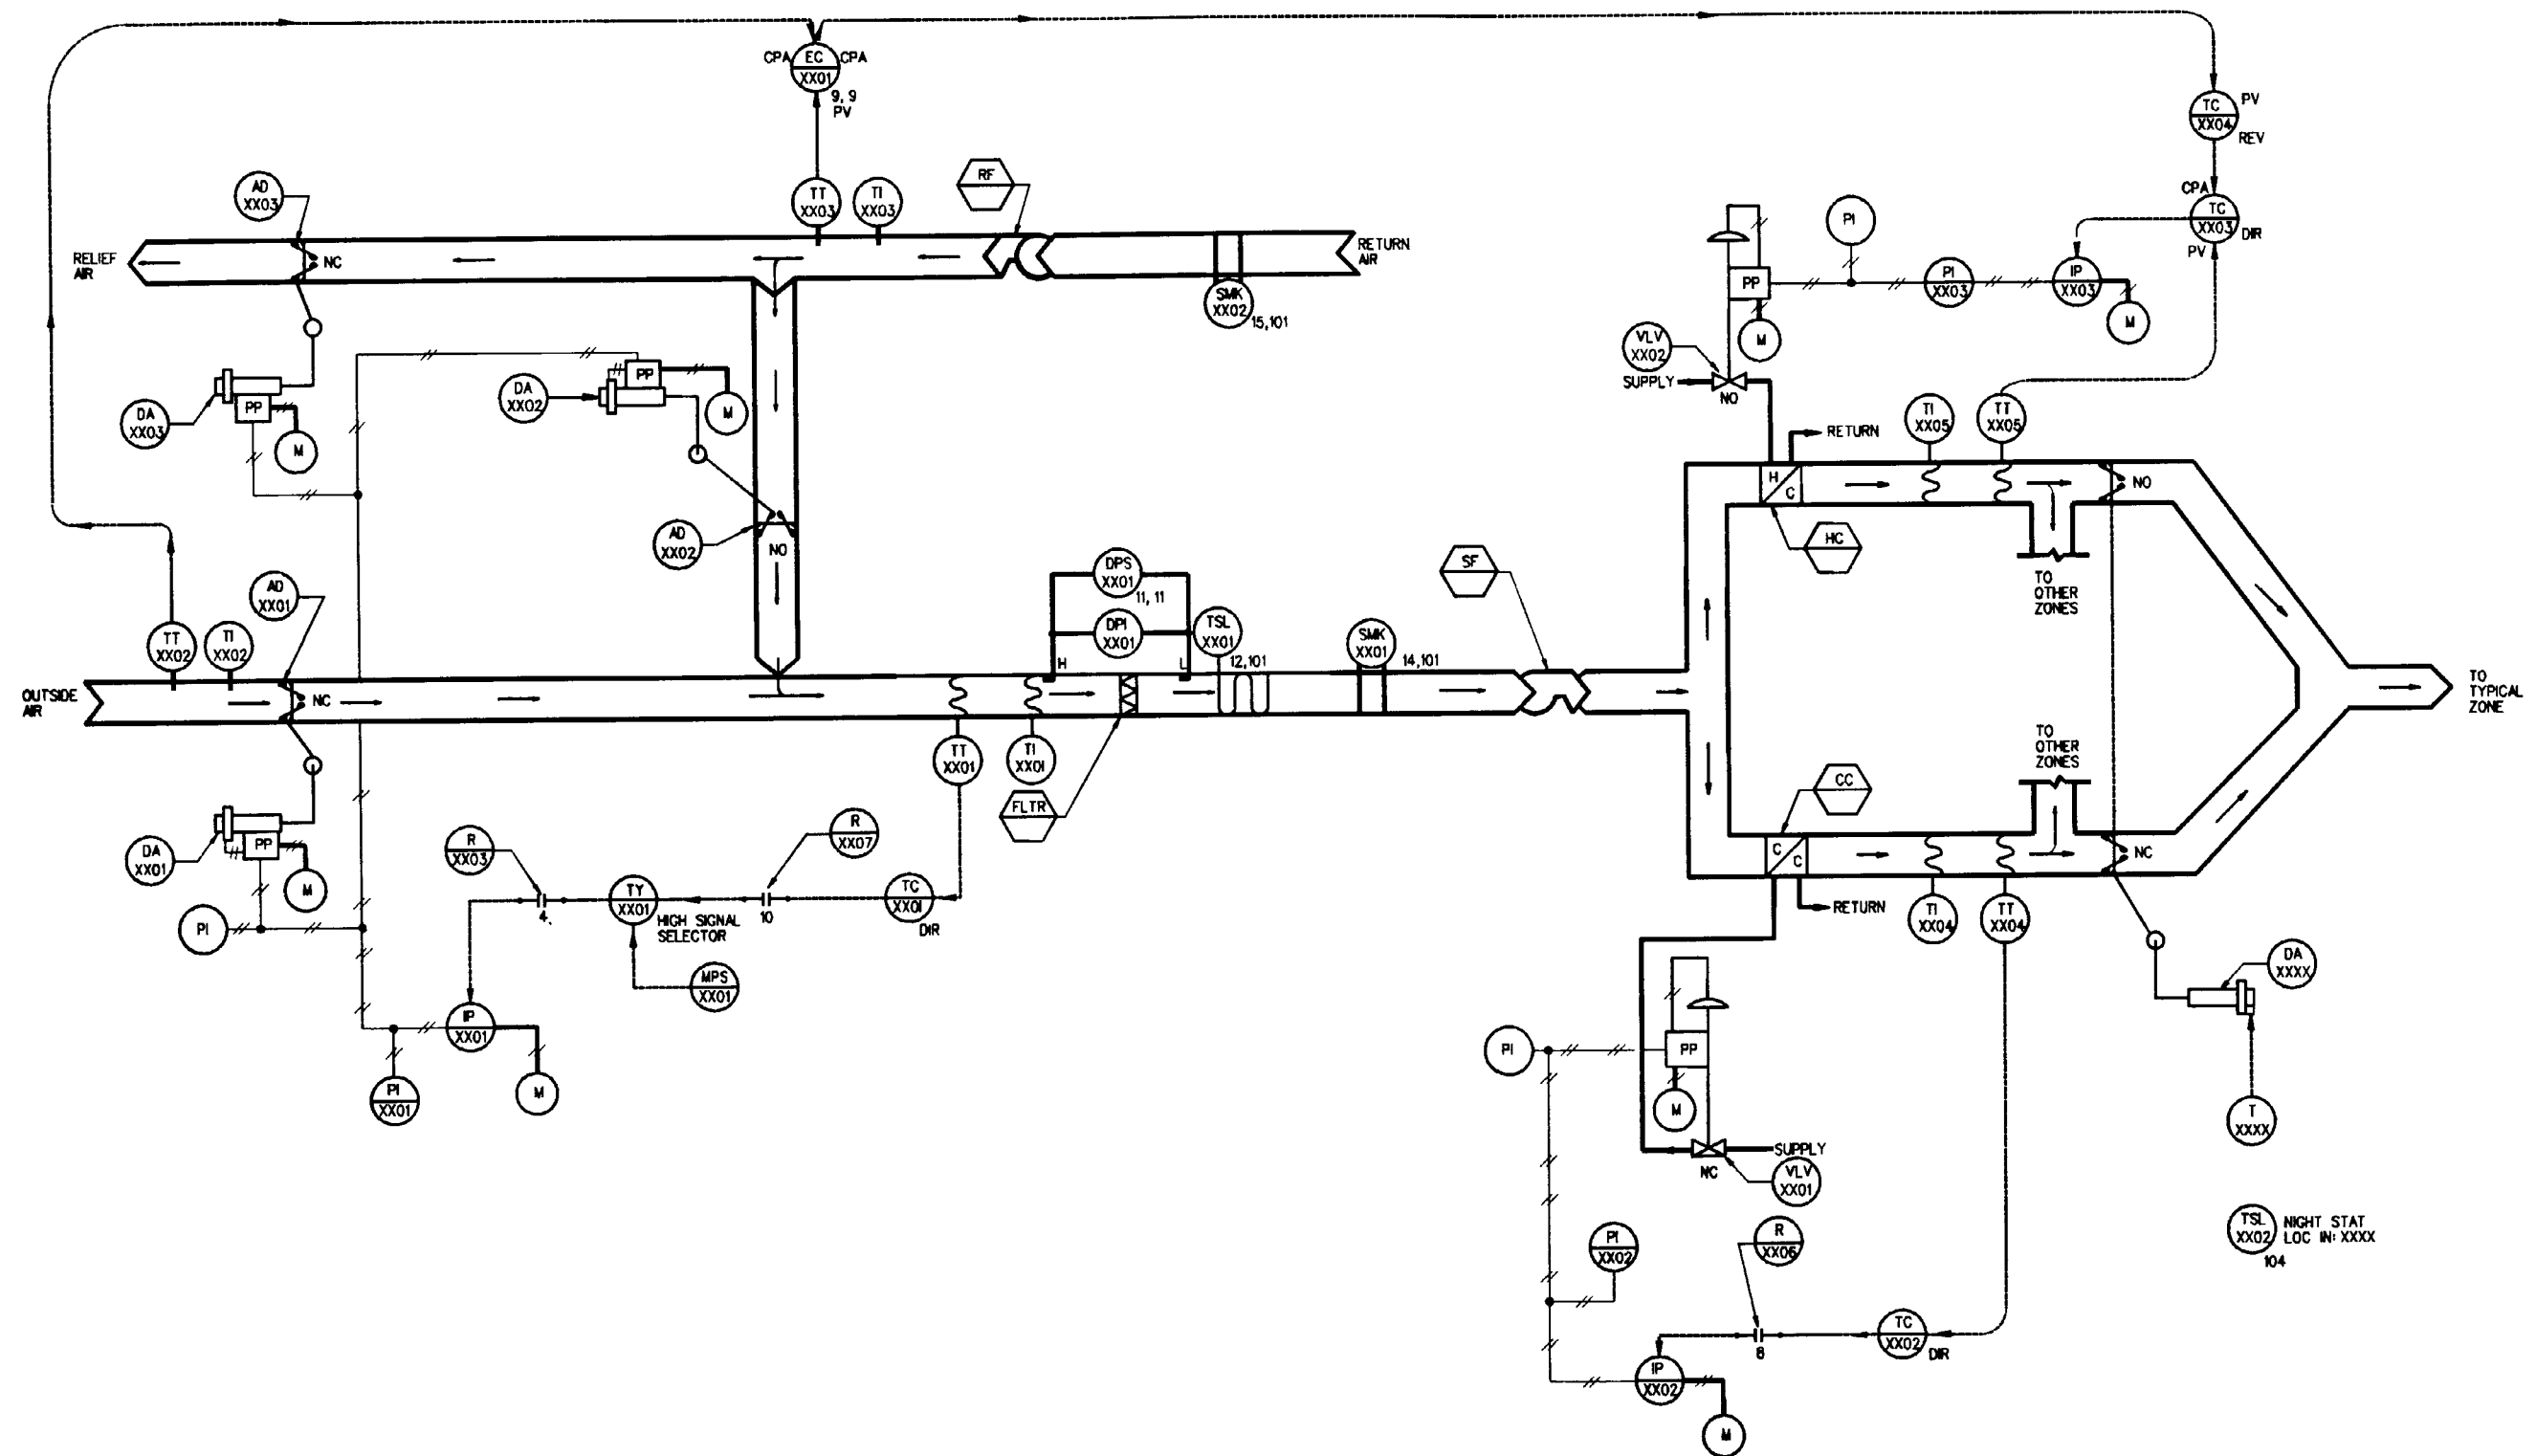 CPA
EC
XX01
CPA
9, 9
PV
TC
XX04
PV
REV
AD
XX03
TT
XX03
TI
XX03
RF
CPA
TC
XX03
DIR
PV
RELIEF
AIR
NC
RETURN
AIR
SMK
XX02
15,101
PI
PP
PI
XX03
IP
XX03
M
M
VLV
XX02
SUPPLY
NO
DA
XX03
PP
M
DA
XX02
PP
M
RETURN
TI
XX05
TT
XX05
H
C
NO
AD
XX02
NO
HC
TO
OTHER
ZONES
AD
XX01
DPS
XX01
11, 11
DPI
XX01
TSL
XX01
SF
TT
XX02
TI
XX02
H
L
12,101
SMK
XX01
14,101
OUTSIDE
AIR
NC
TO
TYPICAL
ZONE
TT
XX01
TI
XX01
FLTR
TO
OTHER
ZONES
CC
DA
XX01
PP
M
R
XX03
R
XX07
C
C
NC
PI
4.
TY
XX01
HIGH SIGNAL
SELECTOR
10
TC
XX01
DIR
RETURN
TI
XX04
TT
XX04
MPS
XX01
DA
XXXX
IP
XX01
M
PI
XX01
PI
PP
M
T
XXXX
SUPPLY
NC
VLV
XX01
PI
XX02
R
XX06
TSL
XX02
NIGHT STAT
LOC IN: XXXX
104
8
TC
XX02
DIR
IP
XX02
M